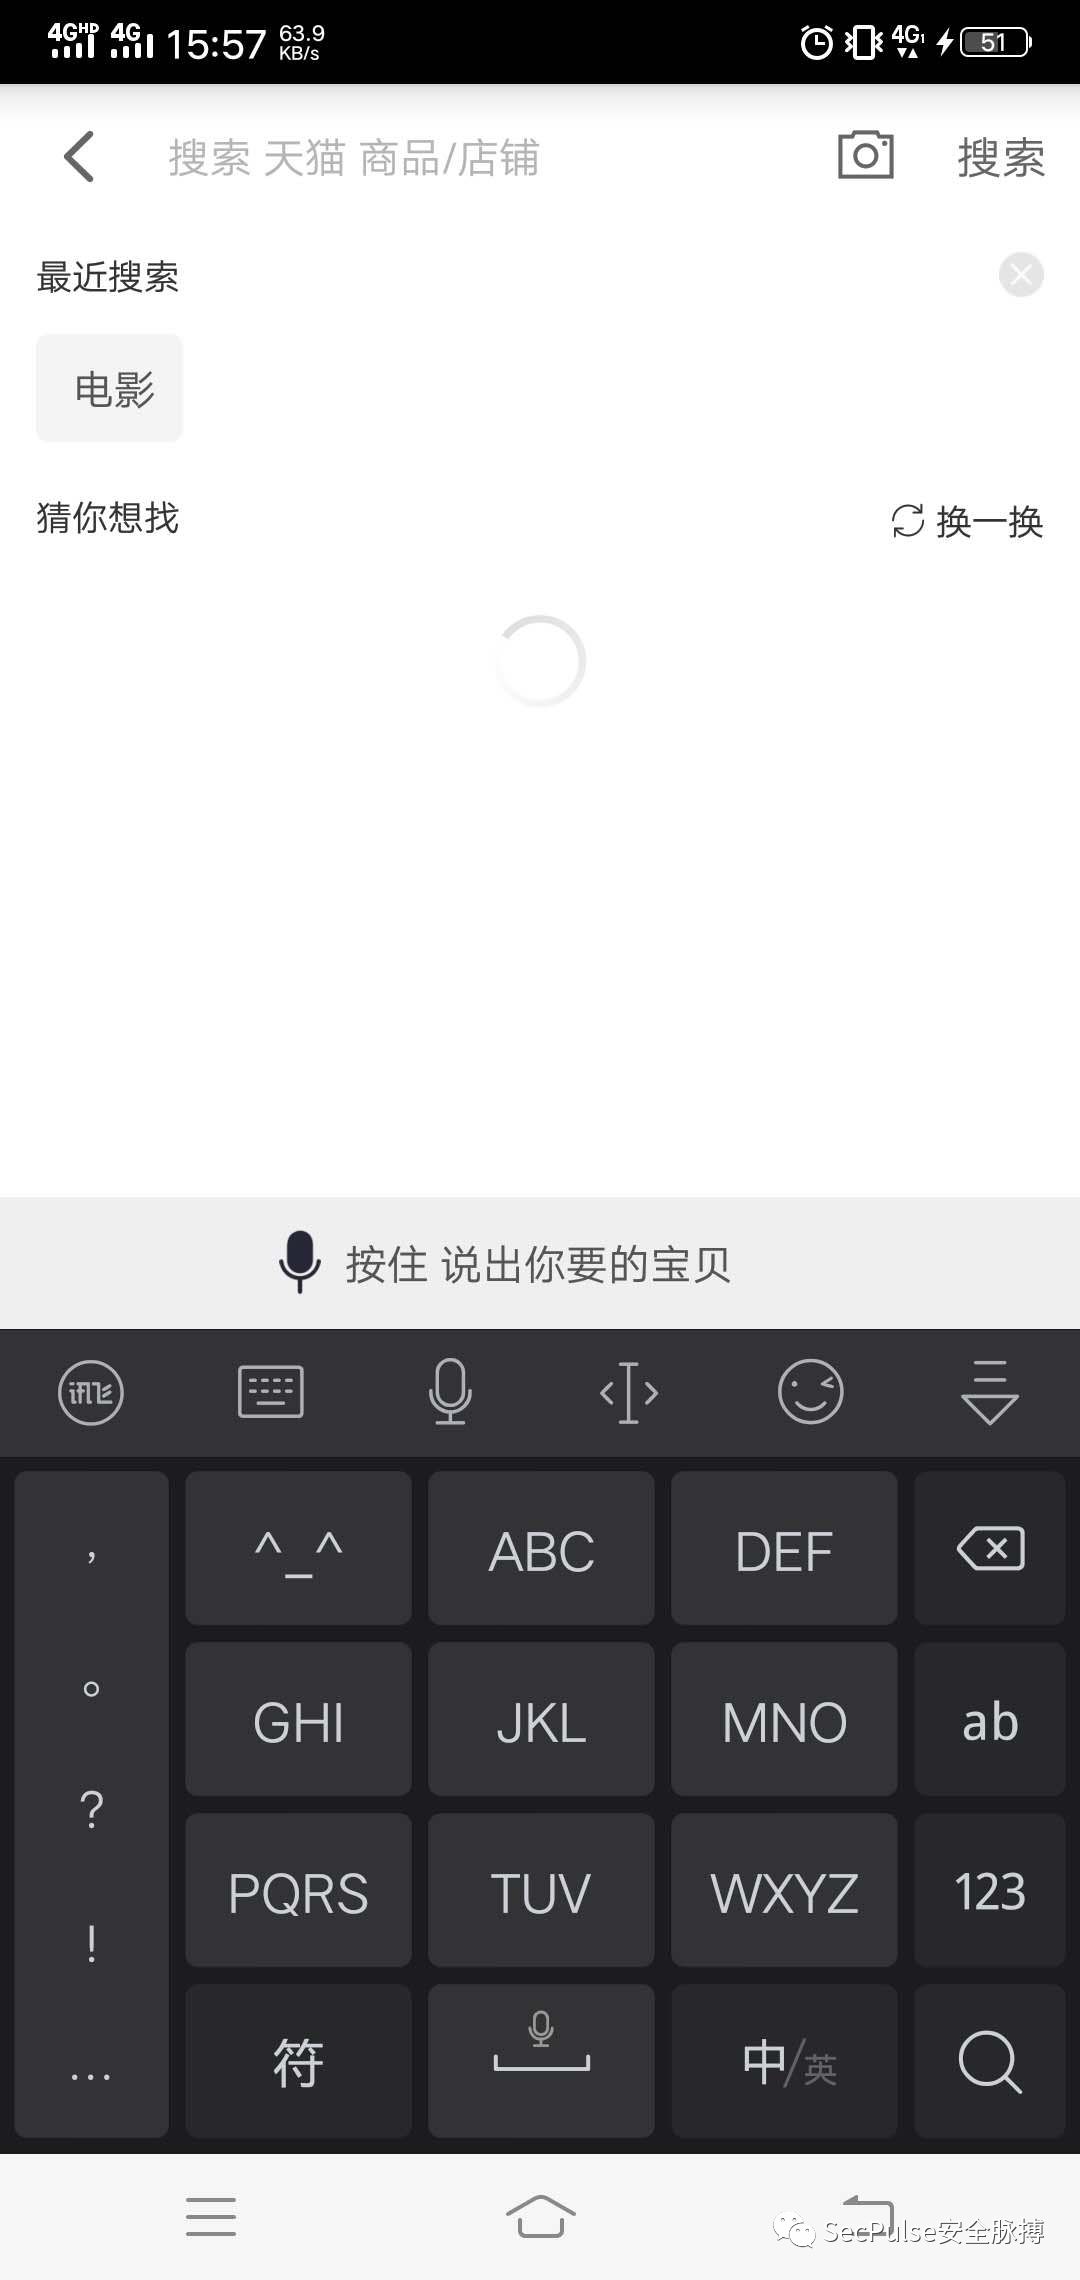 4G HD 4G 15:57 63.9 KB/s 4G 1 51
搜索 天猫 商品/店铺 搜索
最近搜索
电影
猜你想找 换一换
按住 说出你要的宝贝
， ^_^ ABC DEF
。 GHI JKL MNO ab
? PQRS TUV WXYZ 123
!
... 符 中/英
SecPulse安全脉搏